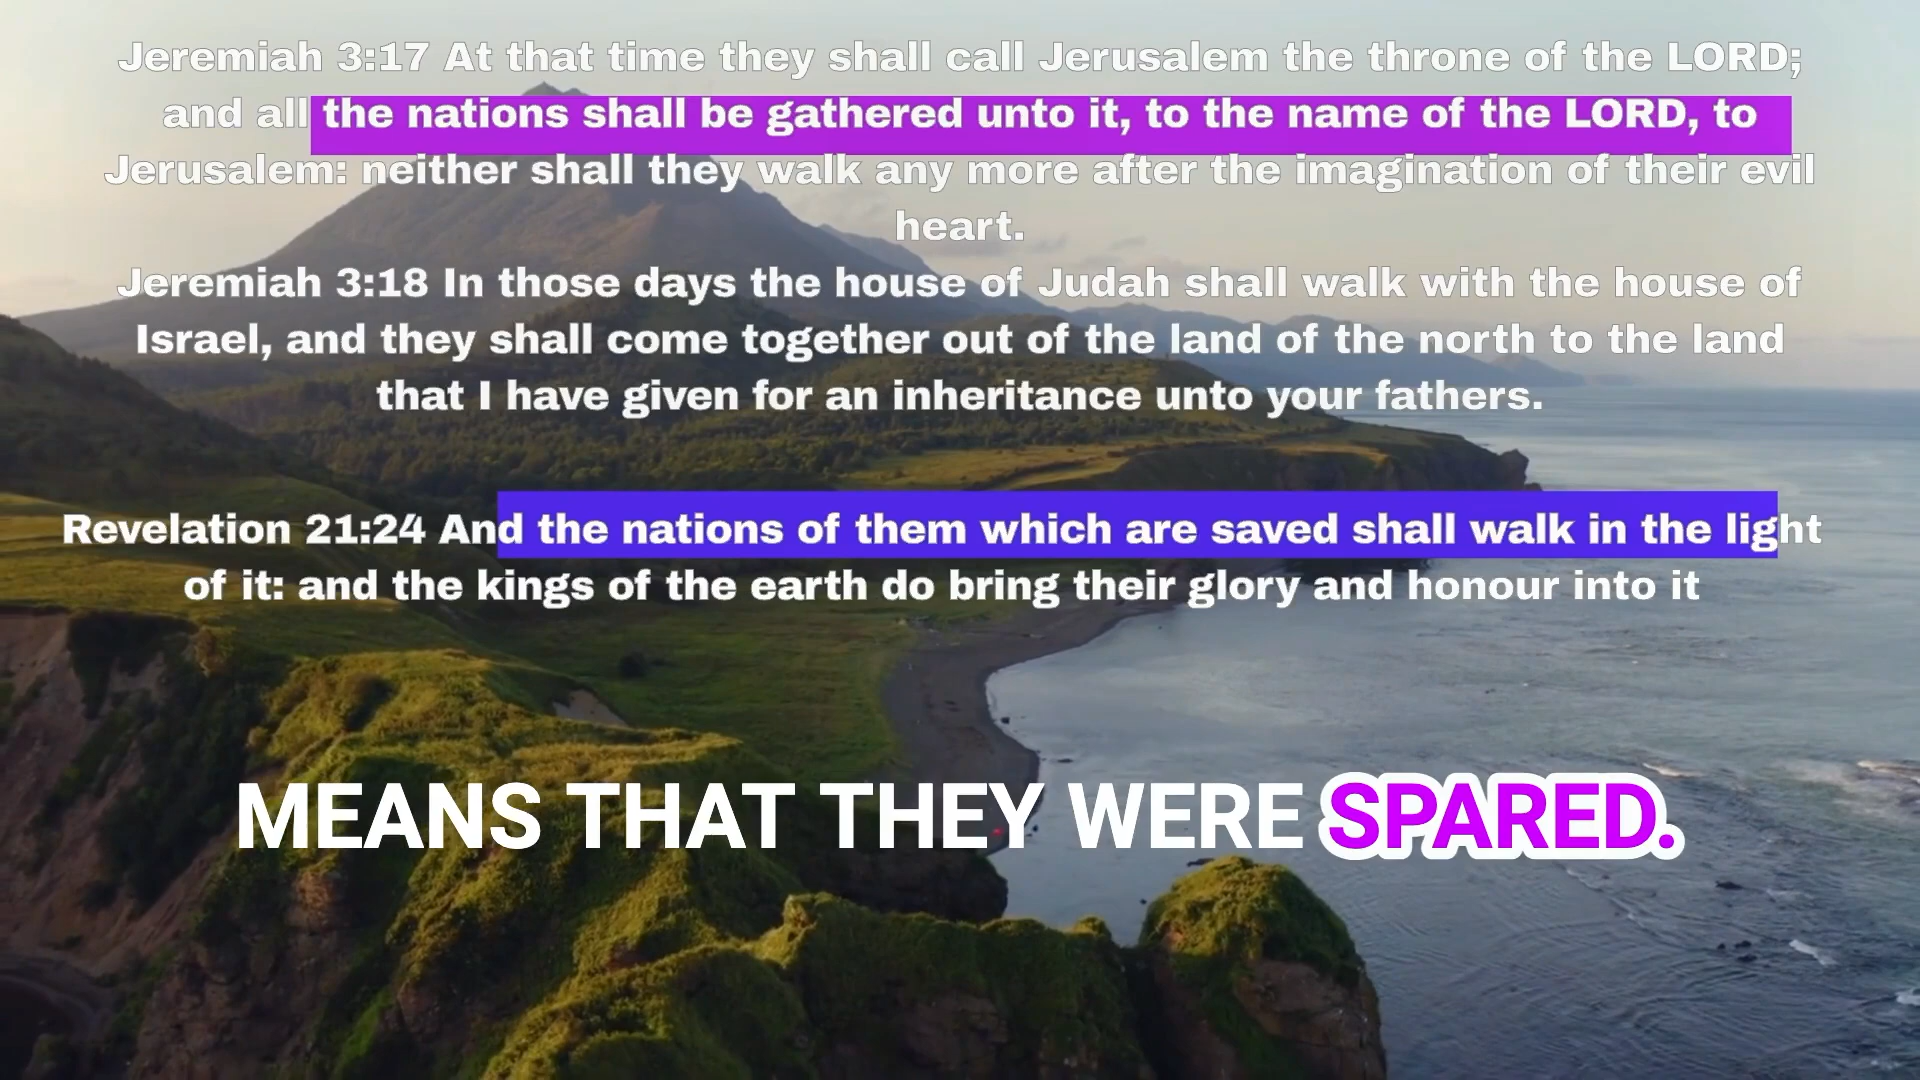 Jeremiah 3:17 At that time they shall call Jerusalem the throne of the LORD;
and all the nations shall be gathered unto it, to the name of the LORD, to
Jerusalem: neither shall they walk any more after the imagination of their evil
heart.
Jeremiah 3:18 In those days the house of Judah shall walk with the house of
Israel, and they shall come together out of the land of the north to the land
that I have given for an inheritance unto your fathers.
Revelation 21:24 And the nations of them which are saved shall walk in the light
of it: and the kings of the earth do bring their glory and honour into it
MEANS THAT THEY WERE SPARED.